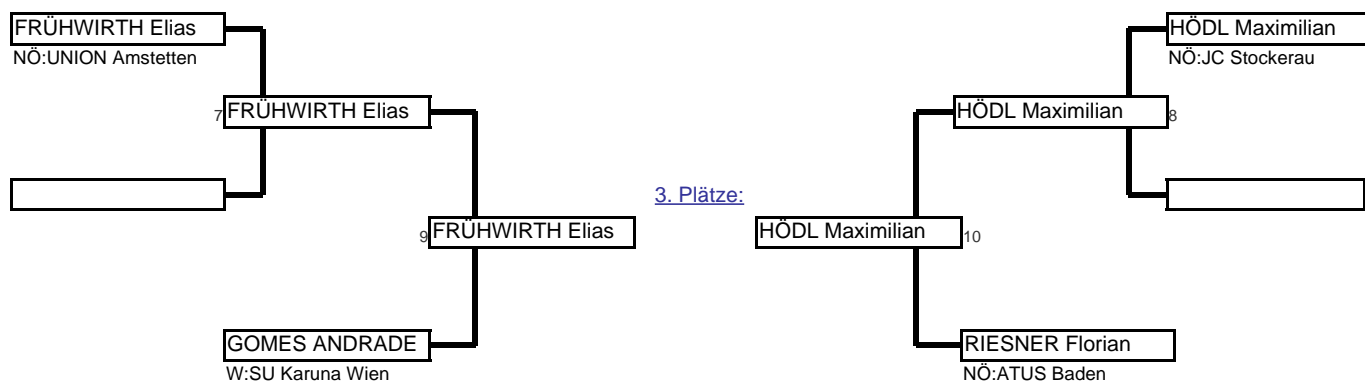 FRÜHWIRTH Elias
NÖ:UNION Amstetten
7 FRÜHWIRTH Elias
9 FRÜHWIRTH Elias
GOMES ANDRADE
W:SU Karuna Wien
3. Plätze:
HÖDL Maximilian
NÖ:JC Stockerau
HÖDL Maximilian 8
HÖDL Maximilian 10
RIESNER Florian
NÖ:ATUS Baden